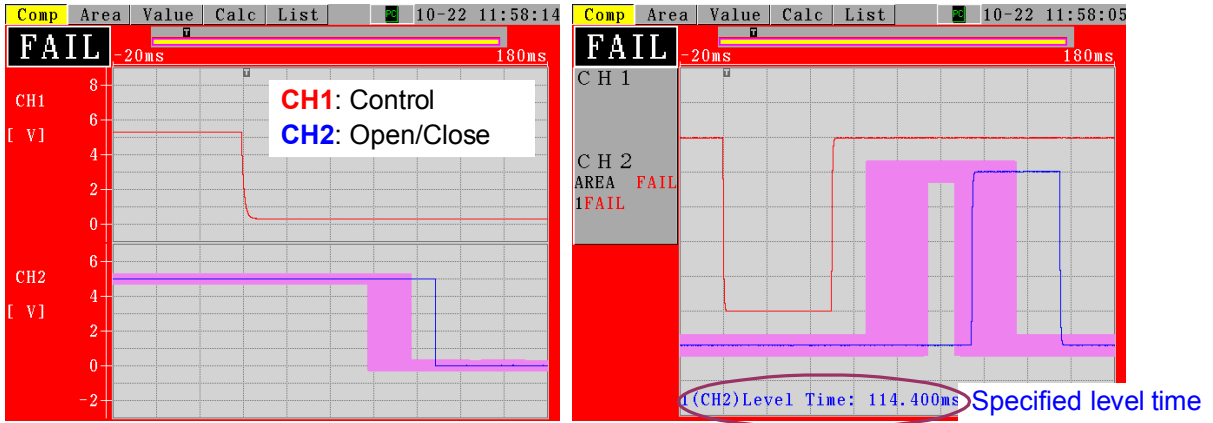 Comp Area Value Calc List PC 10-22 11:58:14
T
FAIL -20ms 180ms
T
8
CH1
6
[ V]
4
2
0
CH1: Control
CH2: Open/Close
6
CH2
4
[ V]
2
0
-2
Comp Area Value Calc List PC 10-22 11:58:05
T
FAIL -20ms 180ms
T
CH1
CH2
AREA FAIL
1FAIL
1(CH2)Level Time: 114.400ms
Specified level time